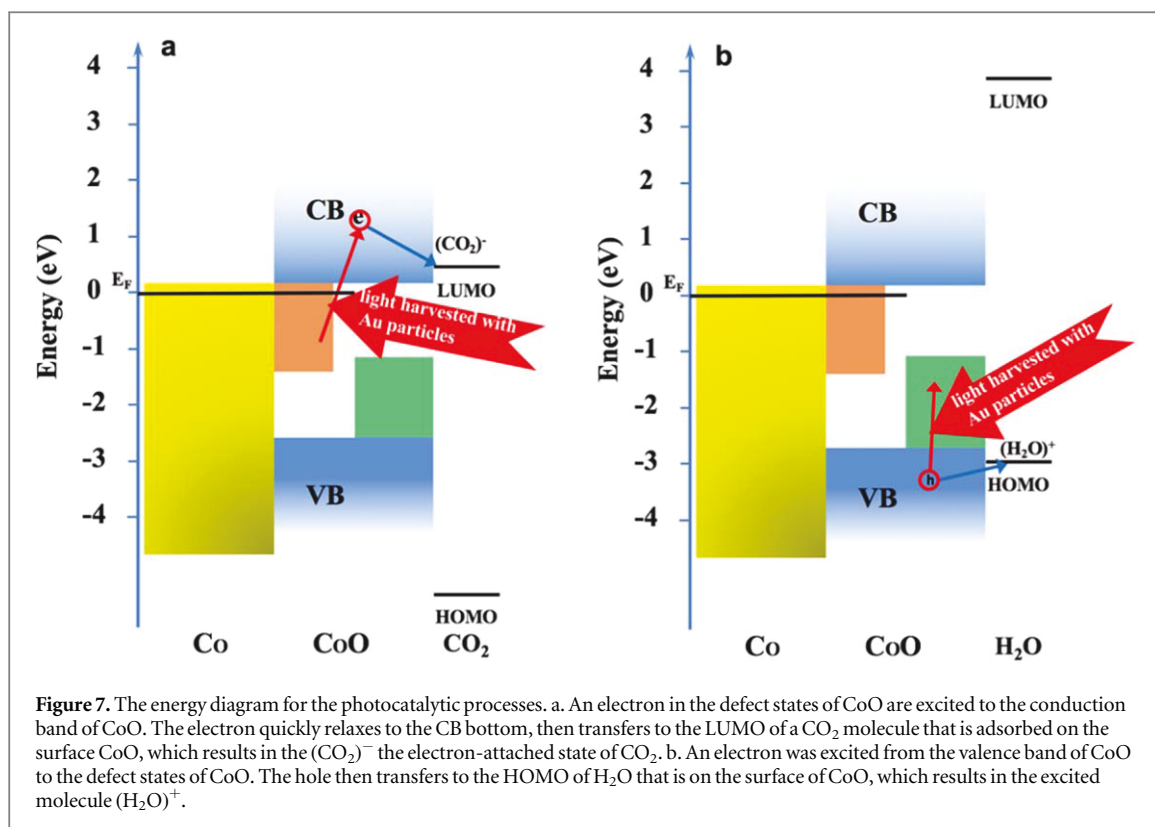 a
4
3
2
1
0
-1
-2
-3
-4
Energy (eV)
E_F
CB
e
(CO₂)⁻
LUMO
light harvested with
Au particles
VB
HOMO
Co
CoO
CO₂
b
4
3
2
1
0
-1
-2
-3
-4
Energy (eV)
E_F
LUMO
CB
light harvested with
Au particles
(H₂O)⁺
HOMO
h
VB
Co
CoO
H₂O
Figure 7. The energy diagram for the photocatalytic processes. a. An electron in the defect states of CoO are excited to the conduction
band of CoO. The electron quickly relaxes to the CB bottom, then transfers to the LUMO of a CO₂ molecule that is adsorbed on the
surface CoO, which results in the (CO₂)⁻ the electron-attached state of CO₂. b. An electron was excited from the valence band of CoO
to the defect states of CoO. The hole then transfers to the HOMO of H₂O that is on the surface of CoO, which results in the excited
molecule (H₂O)⁺.